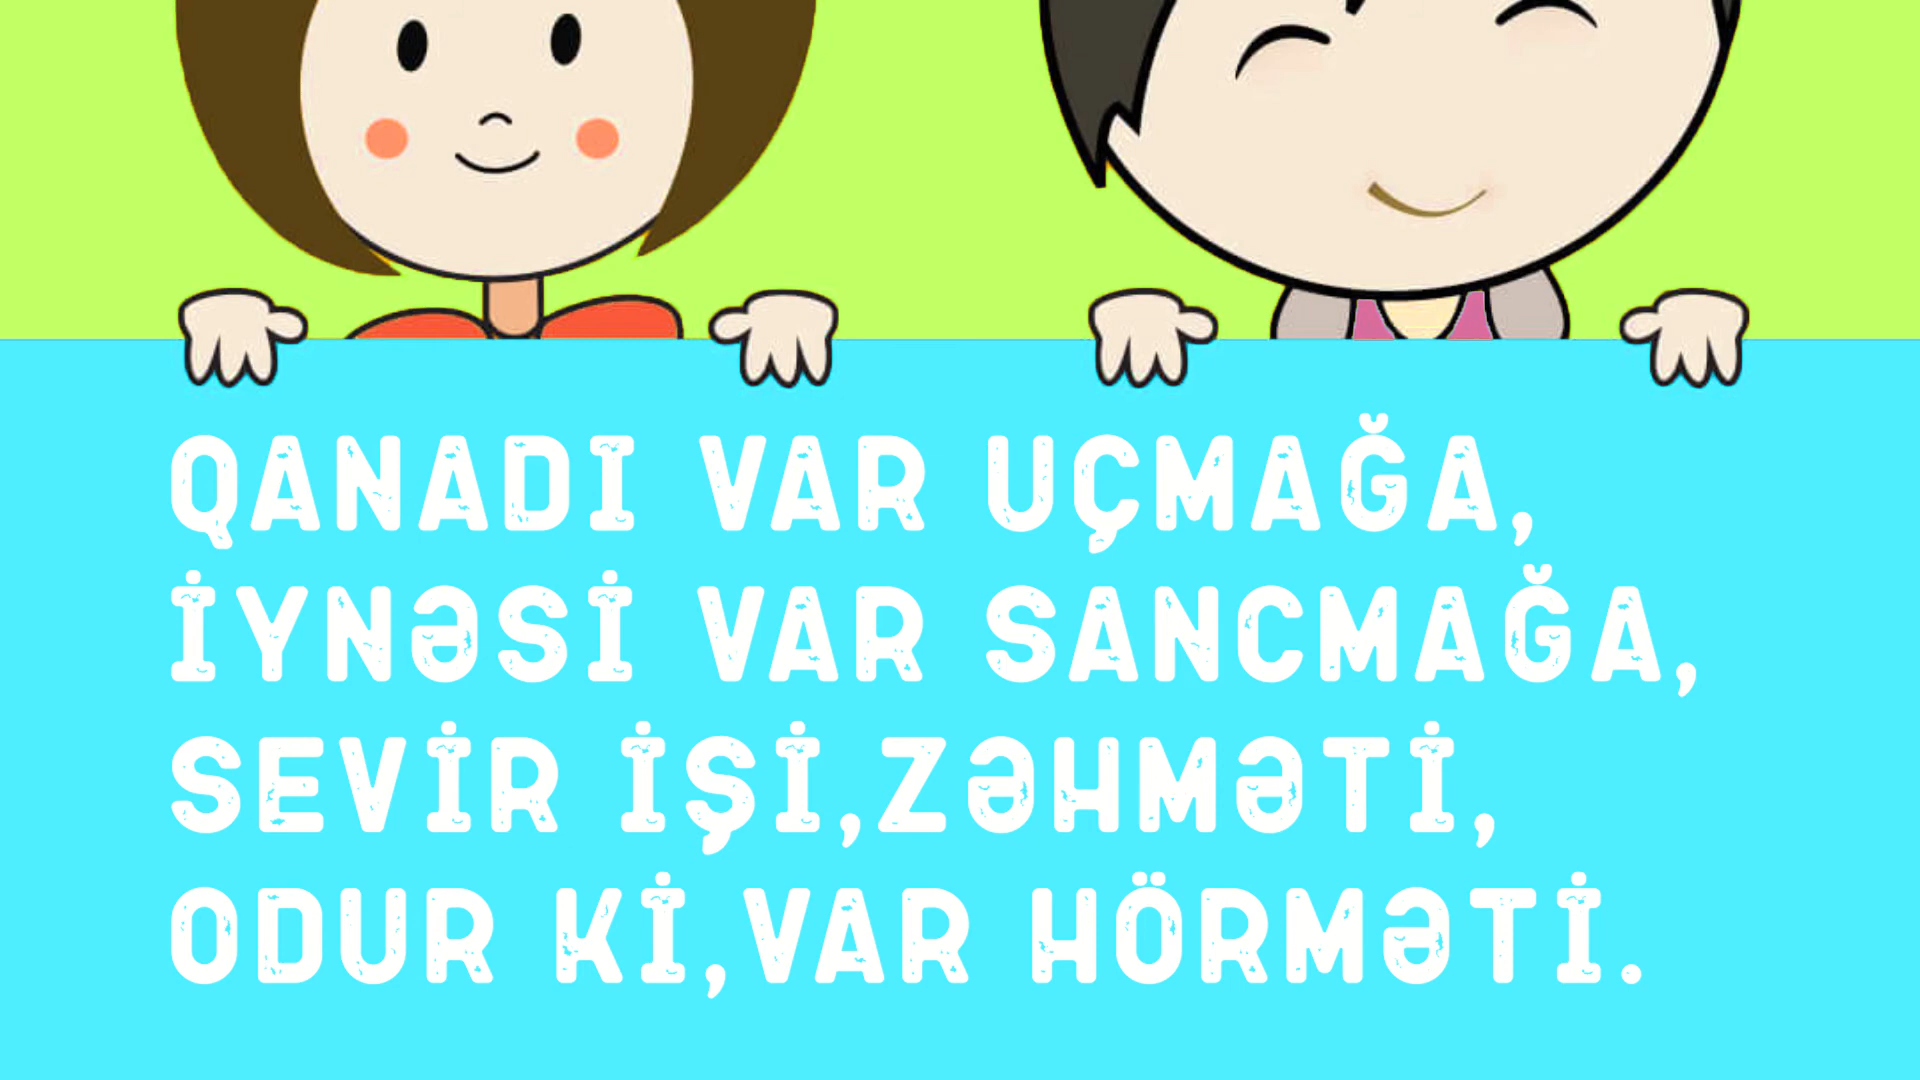 QANADI VAR UÇMAĞA,
İYNƏSİ VAR SANCMAĞA,
SEVİR İŞİ,ZƏHMƏTİ,
ODUR Kİ,VAR HÖRMƏTİ.